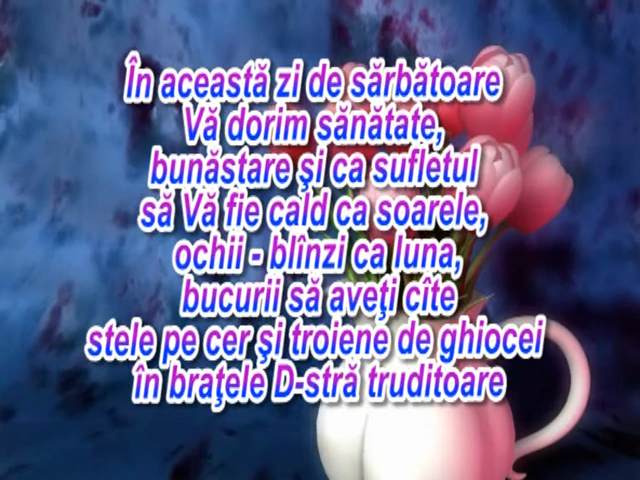 În această zi de sărbătoare
Vă dorim sănătate,
bunăstare şi ca sufletul
să Vă fie cald ca soarele,
ochii - blînzi ca luna,
bucurii să aveţi cîte
stele pe cer şi troiene de ghiocei
în braţele D-stră truditoare